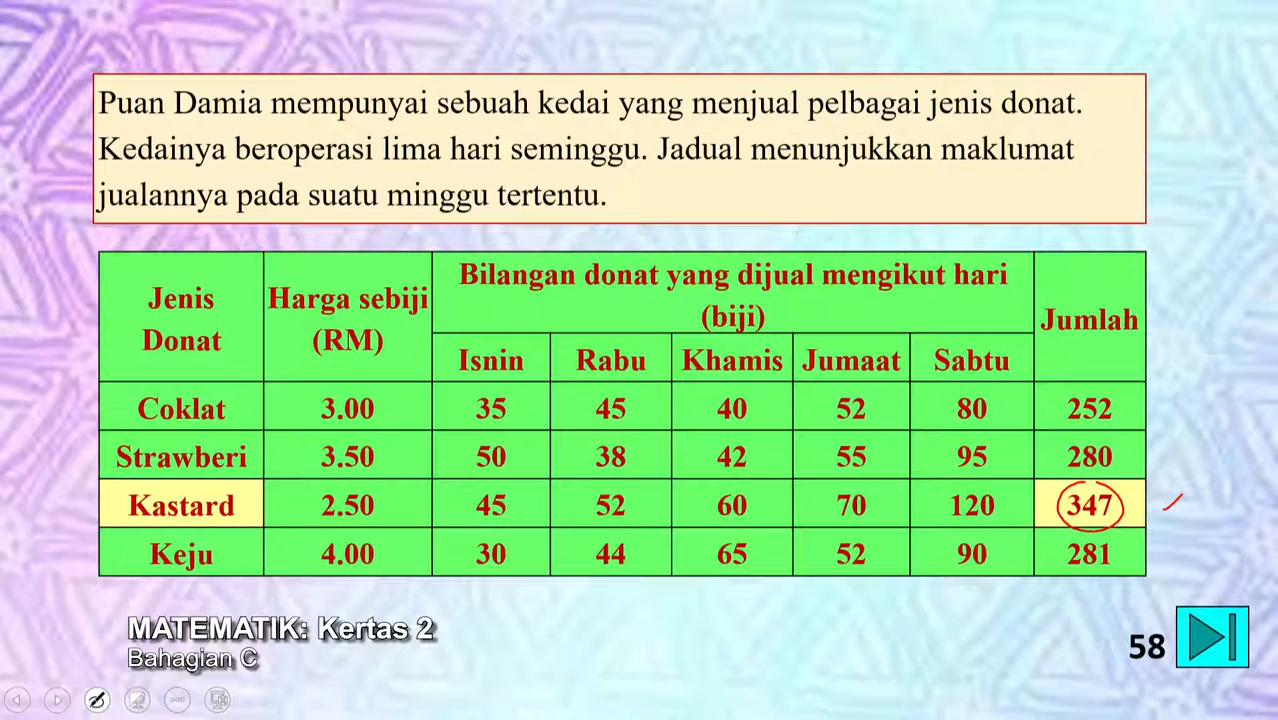 Puan Damia mempunyai sebuah kedai yang menjual pelbagai jenis donat.
Kedainya beroperasi lima hari seminggu. Jadual menunjukkan maklumat
jualannya pada suatu minggu tertentu.
Jenis Donat Harga sebiji (RM) Bilangan donat yang dijual mengikut hari (biji) Jumlah
Isnin Rabu Khamis Jumaat Sabtu
Coklat 3.00 35 45 40 52 80 252
Strawberi 3.50 50 38 42 55 95 280
Kastard 2.50 45 52 60 70 120 347
Keju 4.00 30 44 65 52 90 281
MATEMATIK: Kertas 2
Bahagian C
58